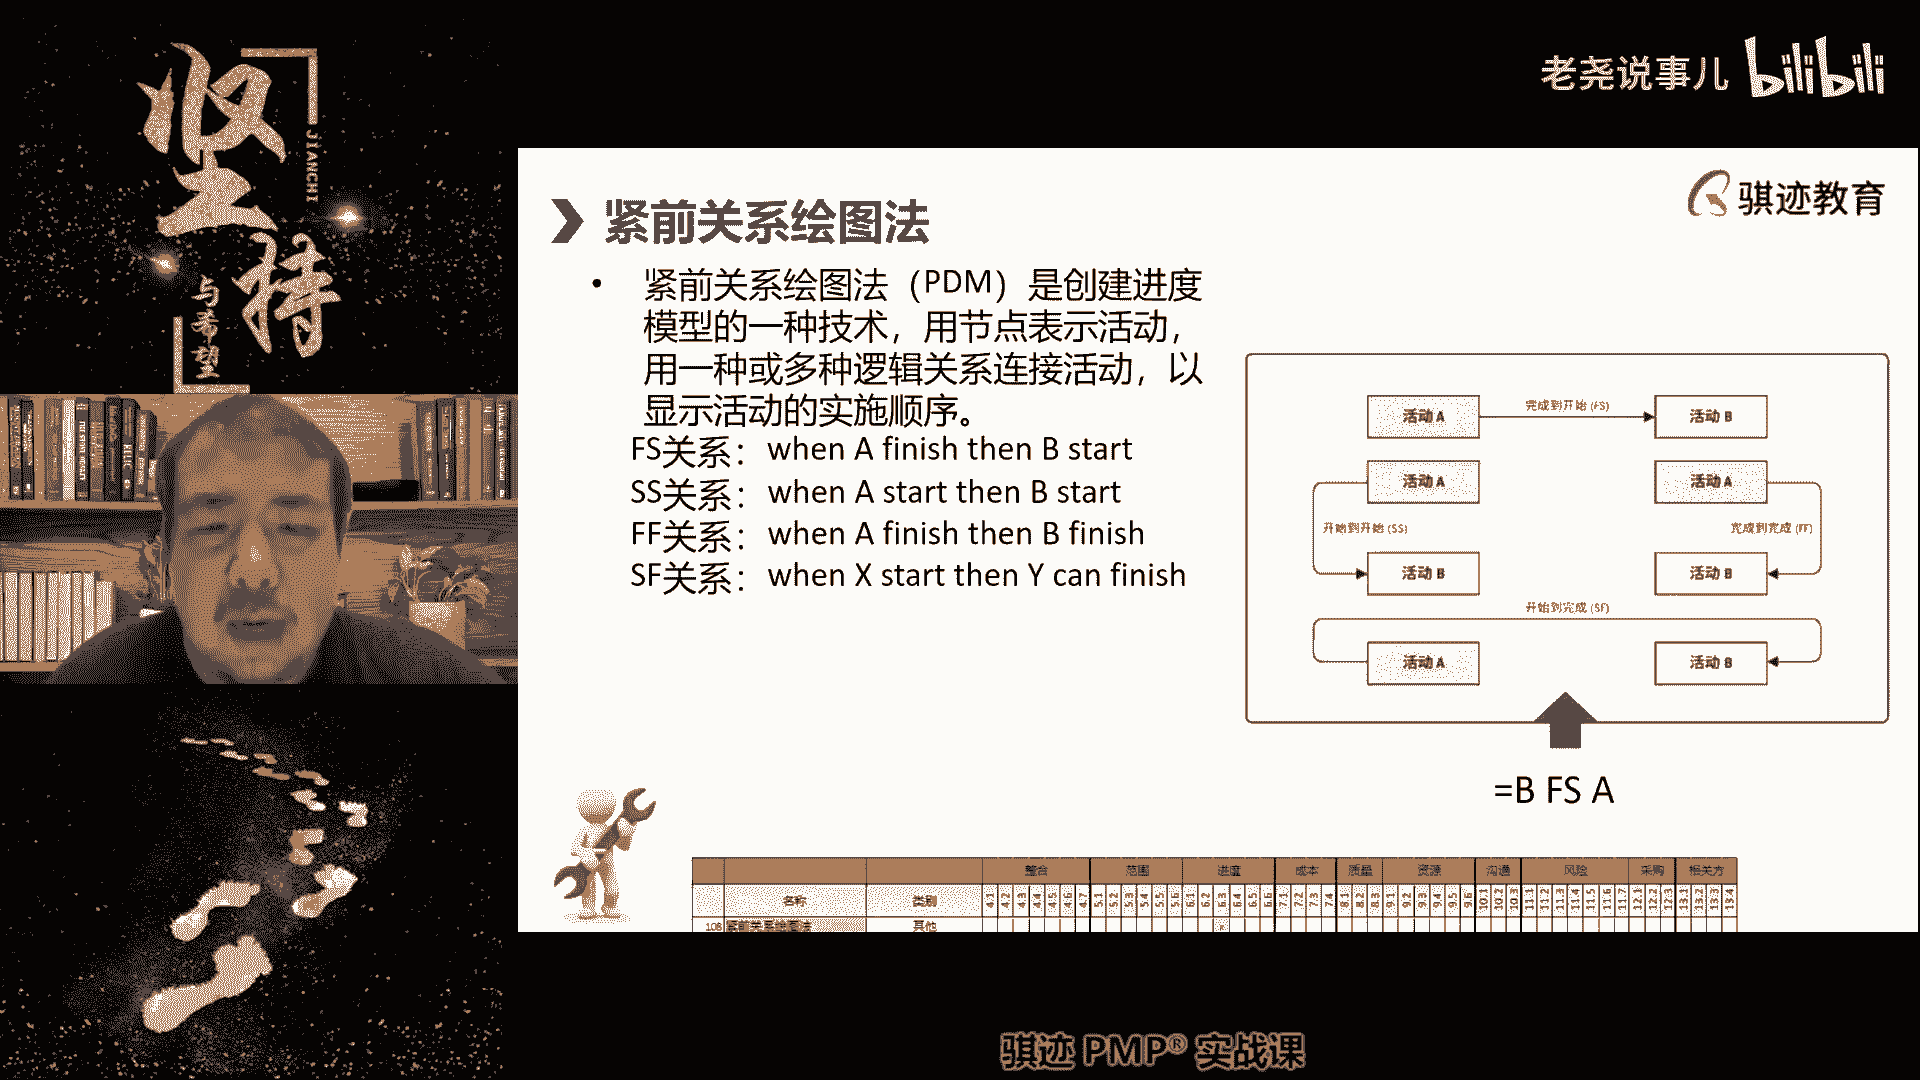 坚持
JIANCHI
与希望
老尧说事儿 bilibili
骐迹教育
紧前关系绘图法
• 紧前关系绘图法（PDM）是创建进度
模型的一种技术，用节点表示活动，
用一种或多种逻辑关系连接活动，以
显示活动的实施顺序。
FS关系：when A finish then B start
SS关系：when A start then B start
FF关系：when A finish then B finish
SF关系：when X start then Y can finish
活动 A 完成到开始 (FS) 活动 B
活动 A 活动 A
开始到开始 (SS) 完成到完成 (FF)
活动 B 活动 B
开始到完成 (SF)
活动 A 活动 B
=B FS A
整合 范围 进度 成本 质量 资源 沟通 风险 采购 相关方
名称 类别 4.1 4.2 4.3 4.4 4.5 4.6 4.7 5.1 5.2 5.3 5.4 5.5 5.6 6.1 6.2 6.3 6.4 6.5 6.6 7.1 7.2 7.3 7.4 8.1 8.2 8.3 9.1 9.2 9.3 9.4 9.5 9.6 10.1 10.2 10.3 11.1 11.2 11.3 11.4 11.5 11.6 11.7 12.1 12.2 12.3 13.1 13.2 13.3 13.4
108 紧前关系绘图法 其他
骐迹 PMP® 实战课